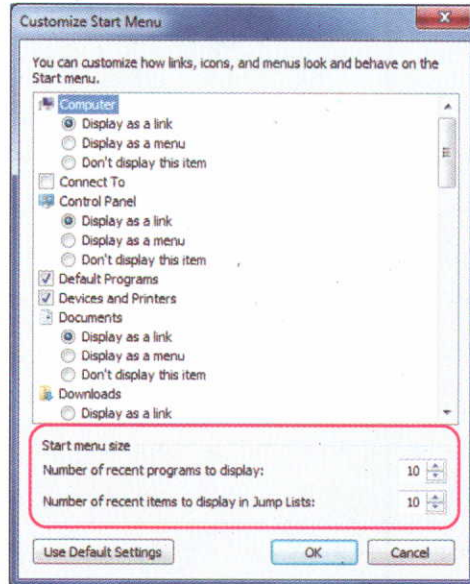 Customize Start Menu
You can customize how links, icons, and menus look and behave on the
Start menu.
Computer
Display as a link
Display as a menu
Don't display this item
Connect To
Control Panel
Display as a link
Display as a menu
Don't display this item
Default Programs
Devices and Printers
Documents
Display as a link
Display as a menu
Don't display this item
Downloads
Display as a link
Start menu size
Number of recent programs to display: 10
Number of recent items to display in Jump Lists: 10
Use Default Settings OK Cancel